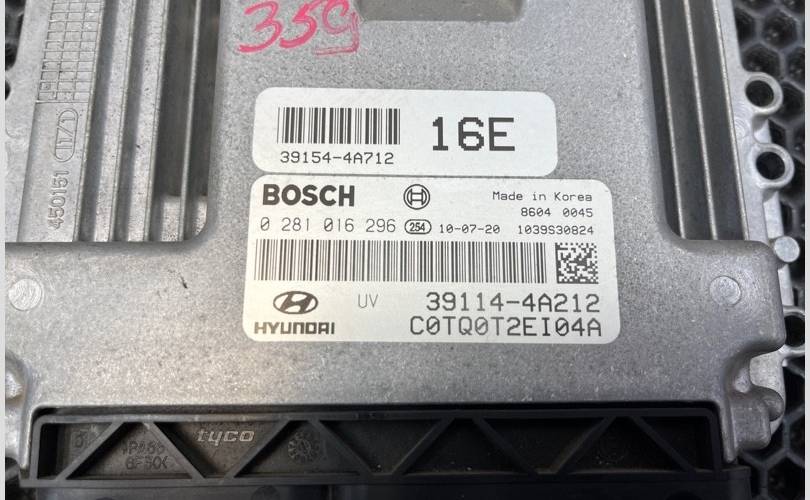 359
450151 1171
16E
39154-4A712
BOSCH
Made in Korea
8604 0045
0 281 016 296 254 10-07-20 1039S30824
39114-4A212
HYUNDAI UV C0TQ0T2EI04A
tyco